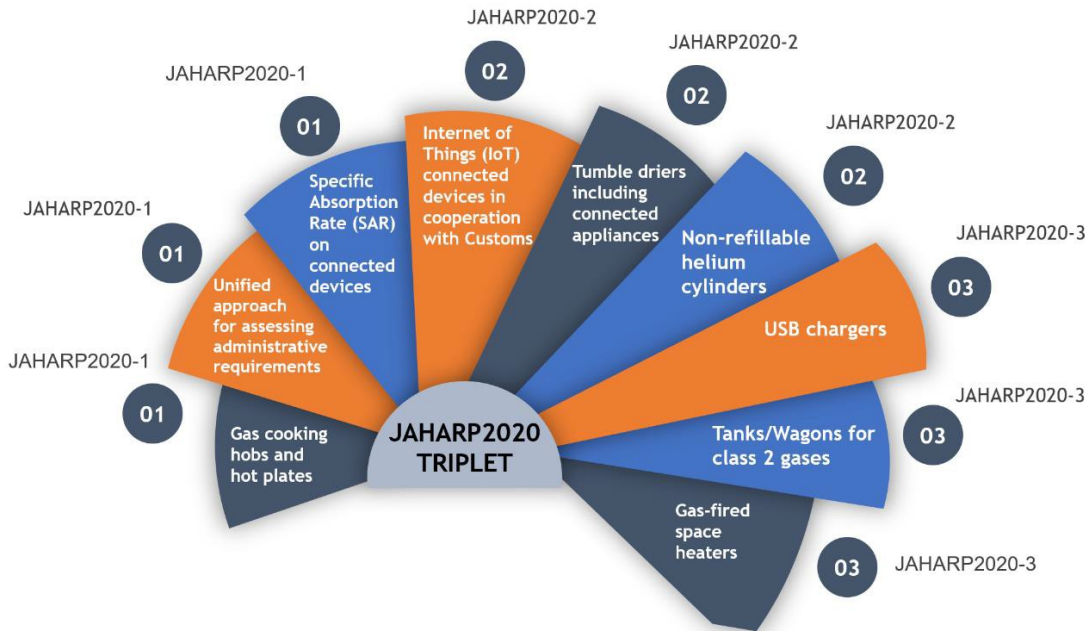 JAHARP2020-1
01
Gas cooking
hobs and
hot plates
JAHARP2020-1
01
Unified
approach
for assessing
administrative
requirements
JAHARP2020-1
01
Specific
Absorption
Rate (SAR)
on
connected
devices
JAHARP2020-2
02
Internet of
Things (IoT)
connected
devices in
cooperation
with Customs
JAHARP2020-2
02
Tumble driers
including
connected
appliances
JAHARP2020-2
02
Non-refillable
helium
cylinders
JAHARP2020-3
03
USB chargers
JAHARP2020-3
03
Tanks/Wagons for
class 2 gases
JAHARP2020-3
03
Gas-fired
space
heaters
JAHARP2020
TRIPLET